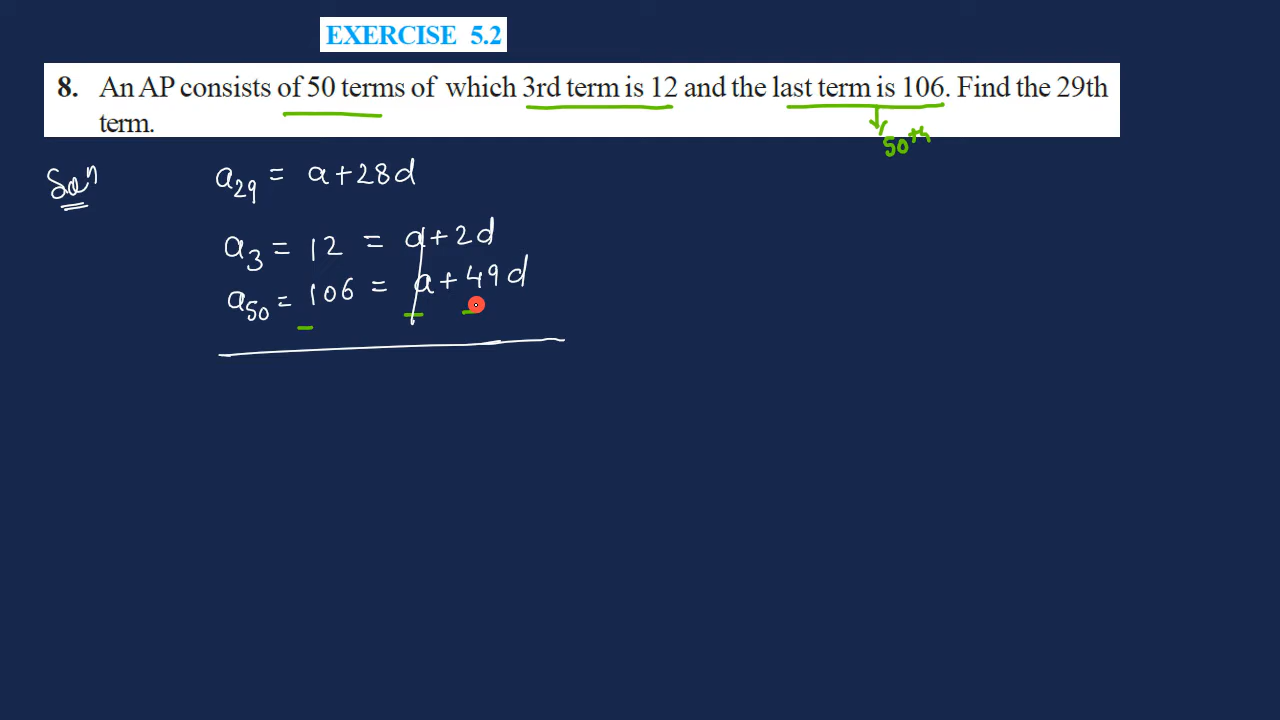 EXERCISE 5.2
8. An AP consists of 50 terms of which 3rd term is 12 and the last term is 106. Find the 29th
term.
50th
Solⁿ
a₂₉ = a+28d
a₃ = 12 = a+2d
a₅₀ = 106 = a+49d